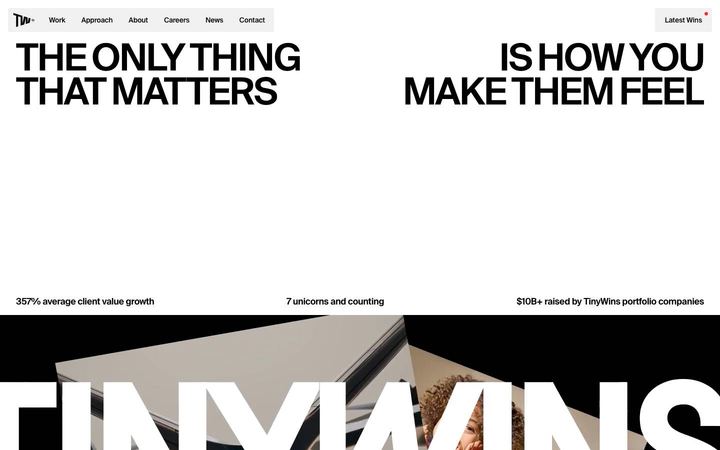 TW
Work Approach About Careers News Contact
Latest Wins
THE ONLY THING
THAT MATTERS
IS HOW YOU
MAKE THEM FEEL
357% average client value growth
7 unicorns and counting
$10B+ raised by TinyWins portfolio companies
TINYWINS